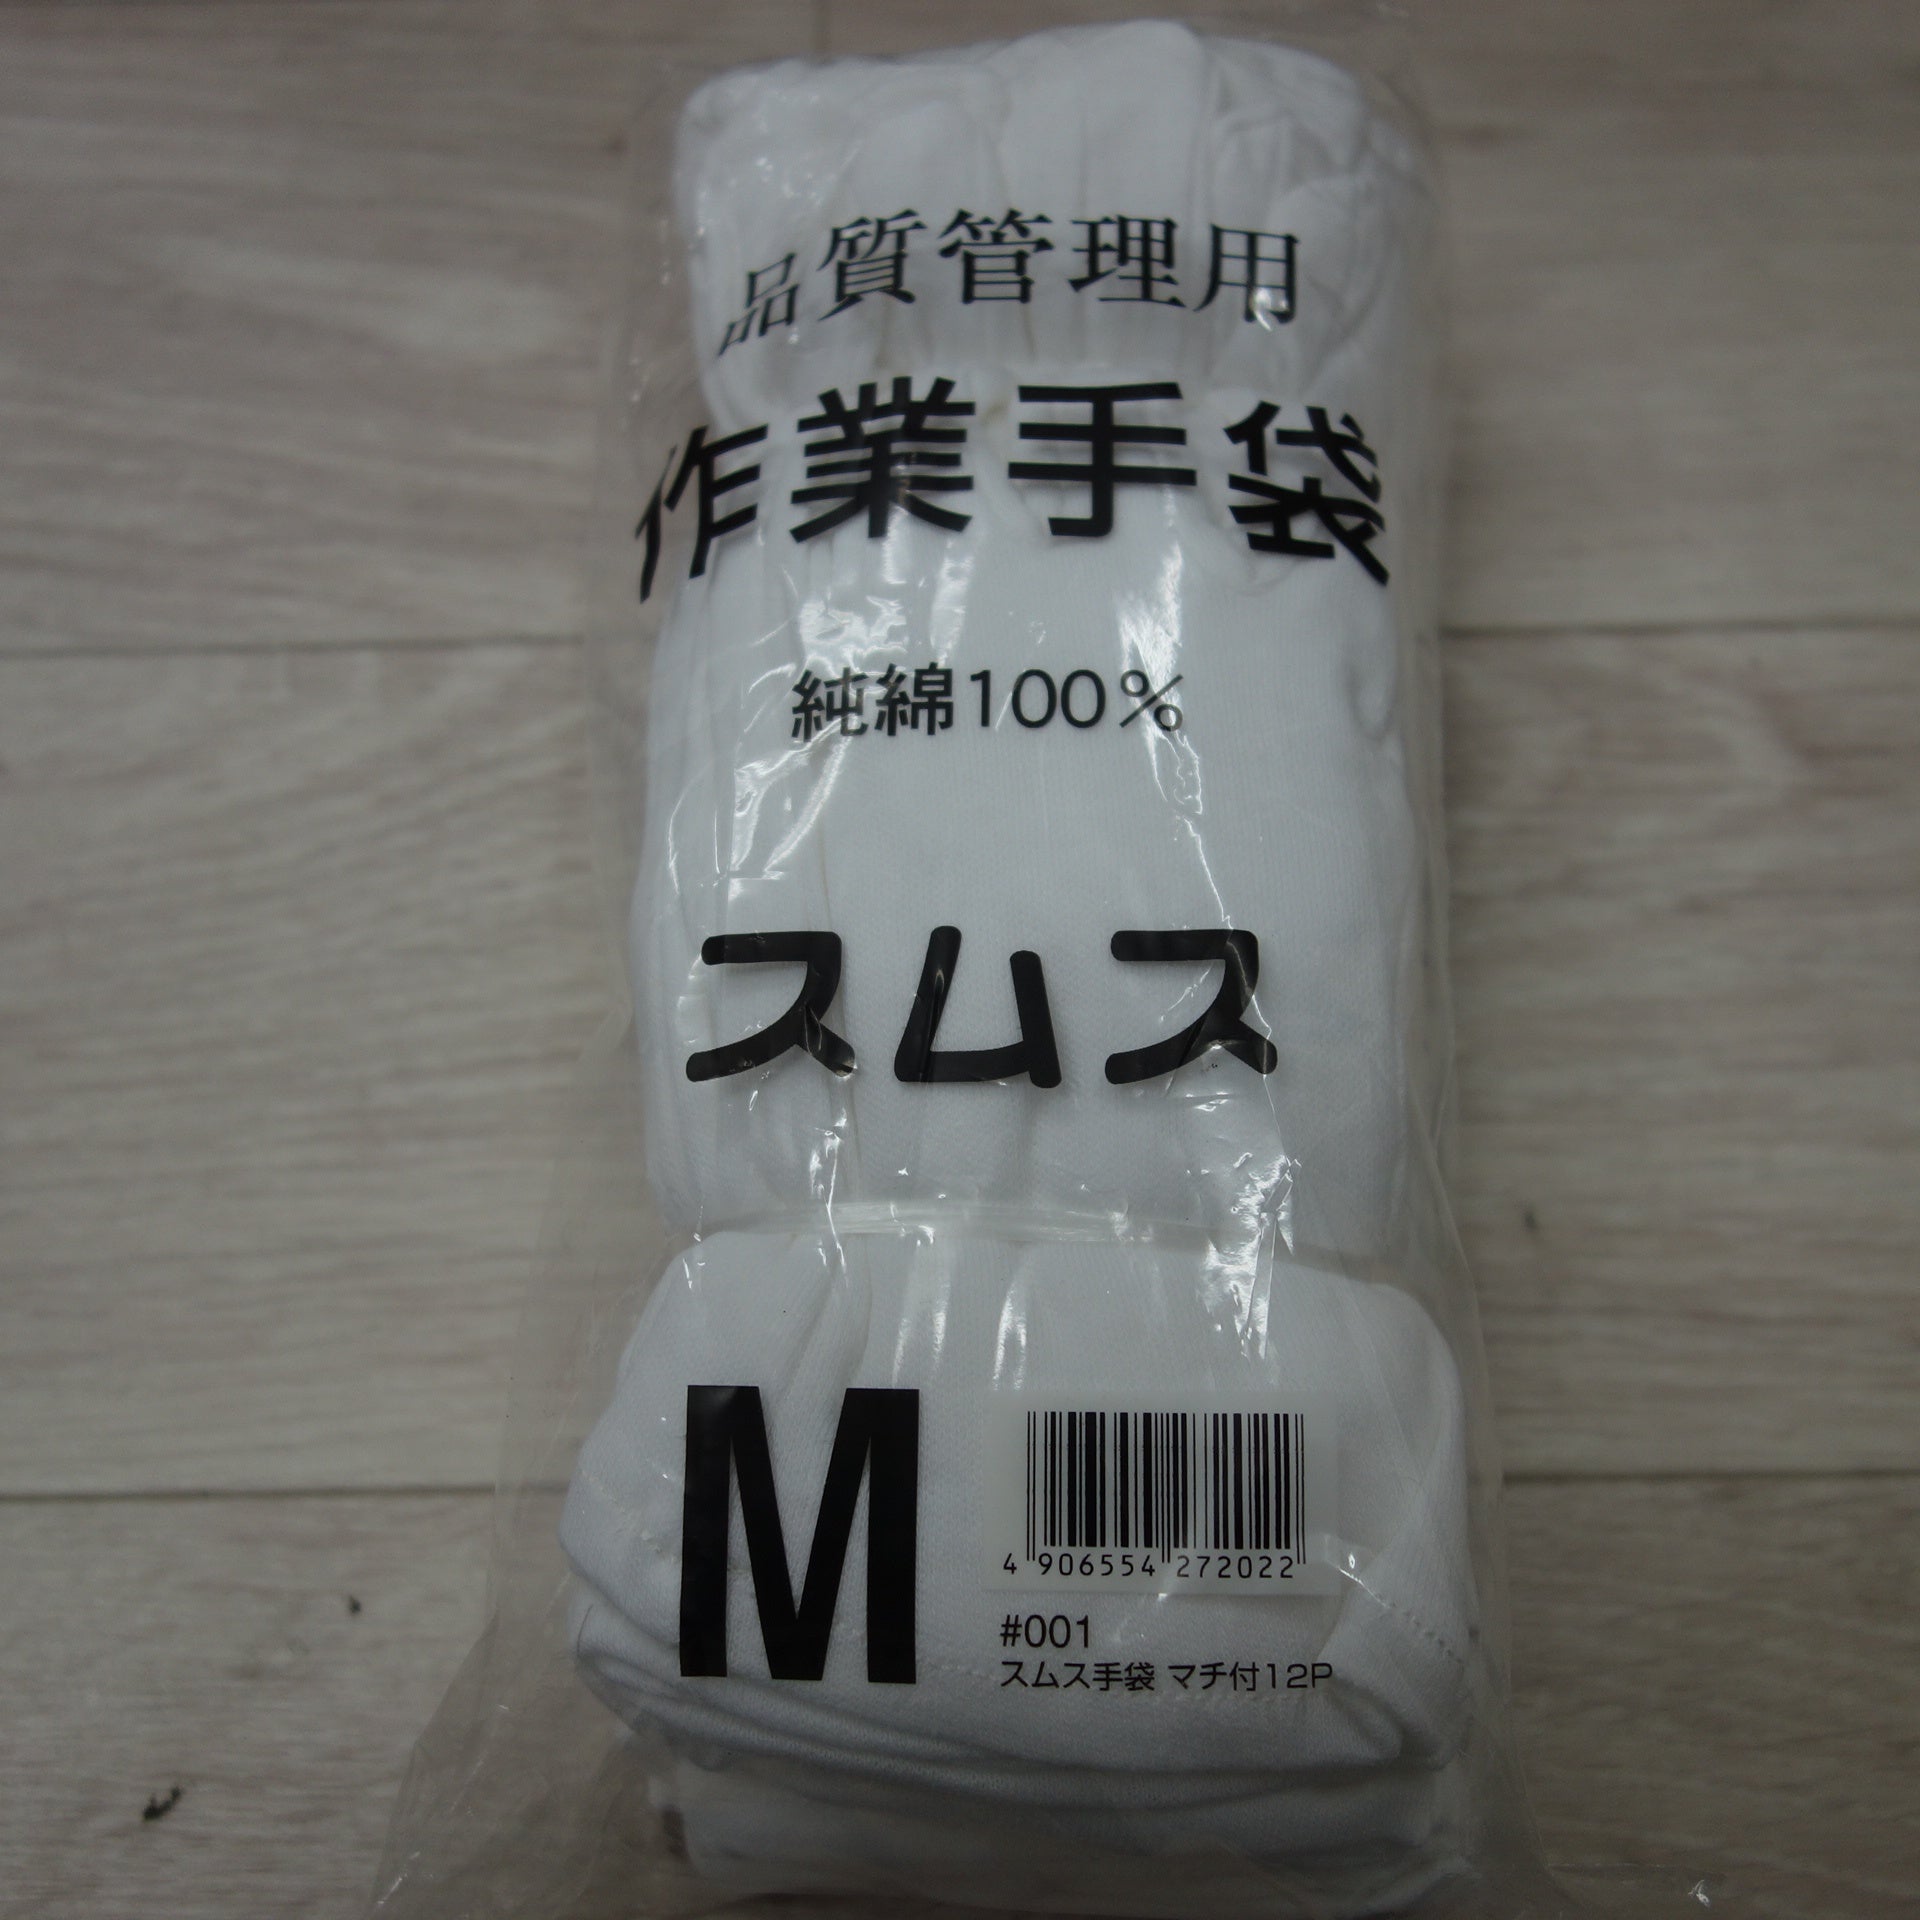 品質管理用
作業手袋
純綿100%
スムス
M
4 906554 272022
#001
スムス手袋 マチ付12P